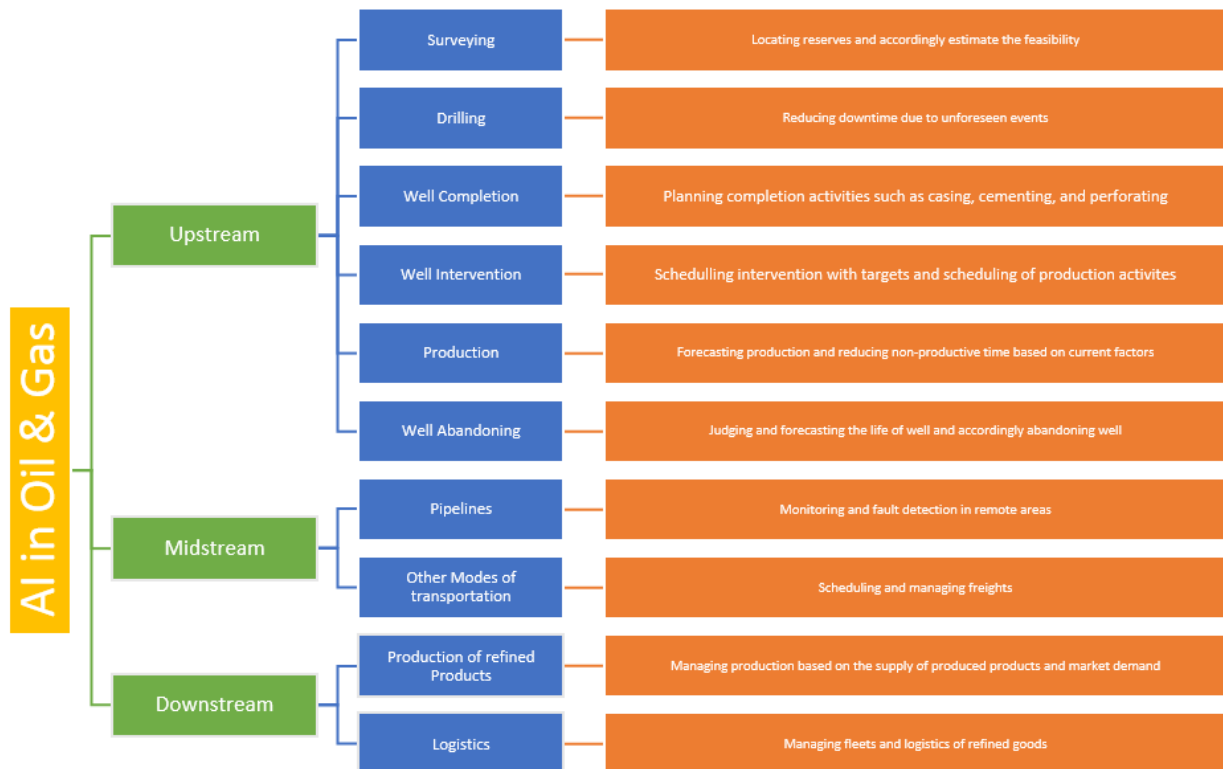 AI in Oil & Gas
Upstream
Surveying
Locating reserves and accordingly estimate the feasibility
Drilling
Reducing downtime due to unforeseen events
Well Completion
Planning completion activities such as casing, cementing, and perforating
Well Intervention
Schedulling intervention with targets and scheduling of production activites
Production
Forecasting production and reducing non-productive time based on current factors
Well Abandoning
Judging and forecasting the life of well and accordingly abandoning well
Midstream
Pipelines
Monitoring and fault detection in remote areas
Other Modes of
transportation
Scheduling and managing freights
Downstream
Production of refined
Products
Managing production based on the supply of produced products and market demand
Logistics
Managing fleets and logistics of refined goods